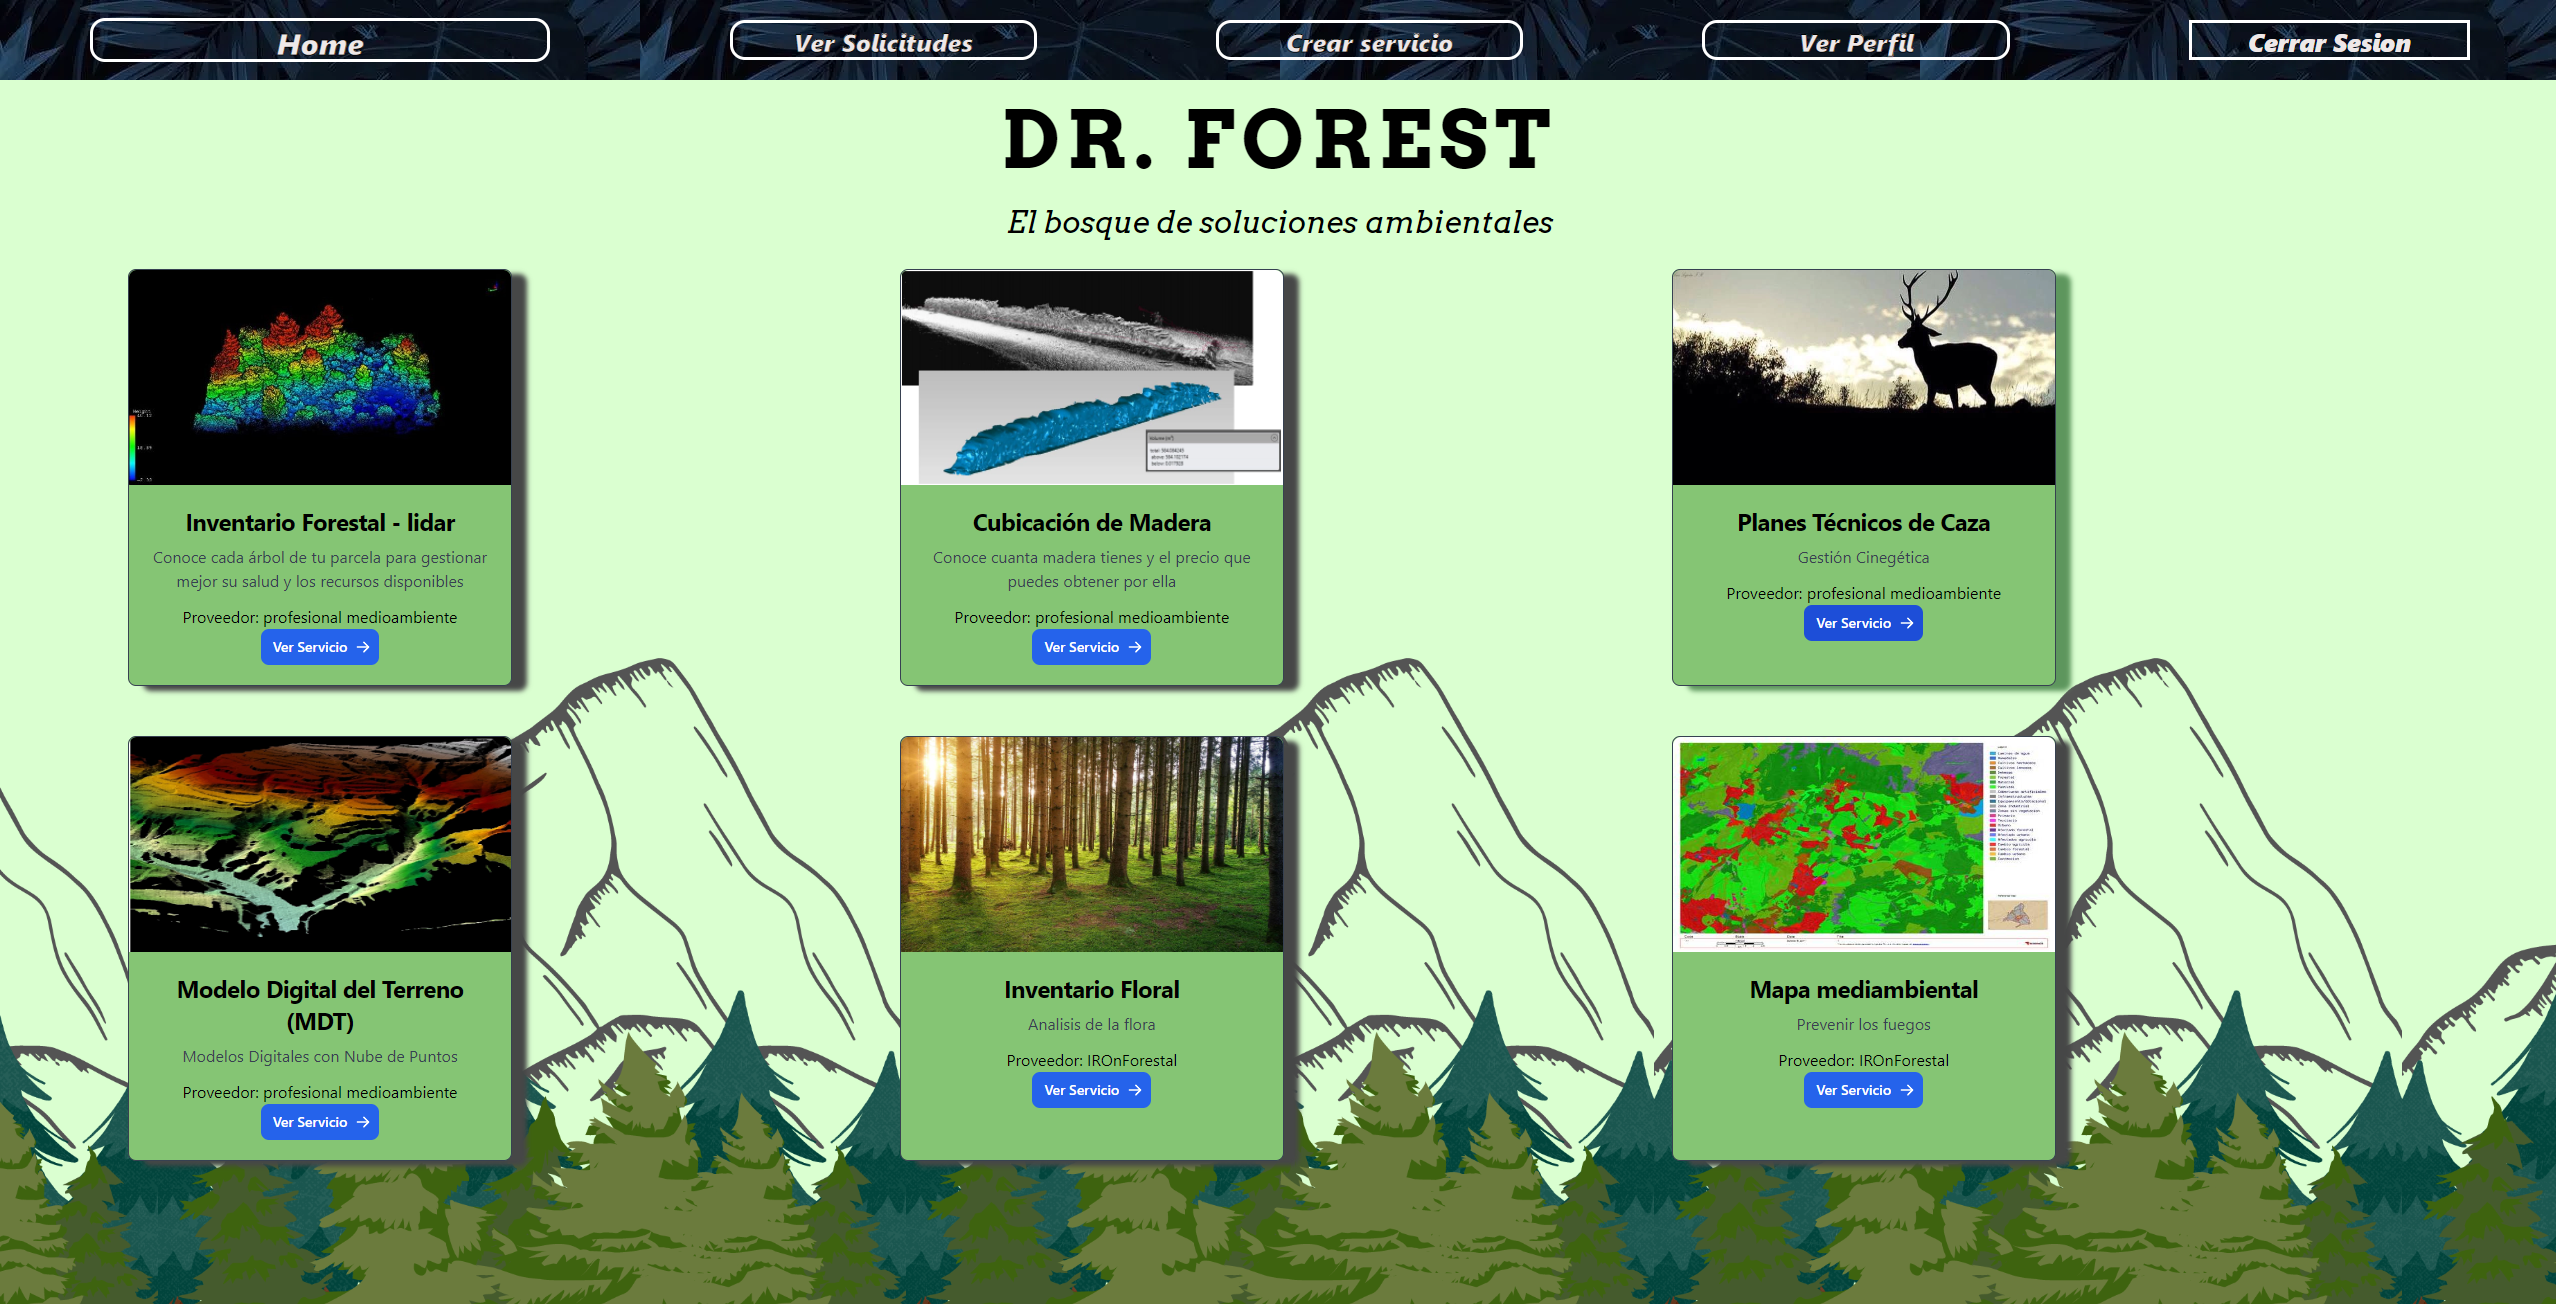 Home
Ver Solicitudes
Crear servicio
Ver Perfil
Cerrar Sesion
DR. FOREST
El bosque de soluciones ambientales
Inventario Forestal - lidar
Conoce cada árbol de tu parcela para gestionar
mejor su salud y los recursos disponibles
Proveedor: profesional medioambiente
Ver Servicio
Cubicación de Madera
Conoce cuanta madera tienes y el precio que
puedes obtener por ella
Proveedor: profesional medioambiente
Ver Servicio
Planes Técnicos de Caza
Gestión Cinegética
Proveedor: profesional medioambiente
Ver Servicio
Modelo Digital del Terreno
(MDT)
Modelos Digitales con Nube de Puntos
Proveedor: profesional medioambiente
Ver Servicio
Inventario Floral
Analisis de la flora
Proveedor: IROnForestal
Ver Servicio
Mapa mediambiental
Prevenir los fuegos
Proveedor: IROnForestal
Ver Servicio